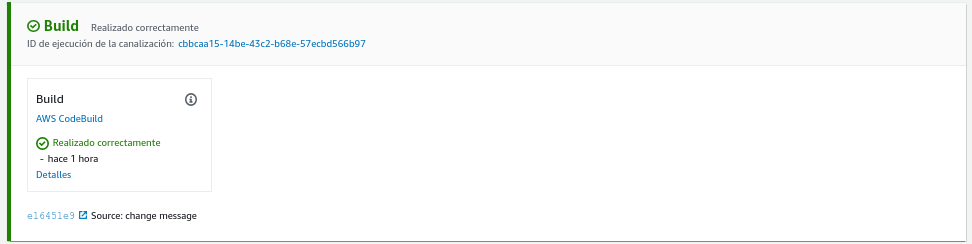 Build Realizado correctamente
ID de ejecución de la canalización: cbbcaa15-14be-43c2-b68e-57ecbd566b97
Build
AWS CodeBuild
Realizado correctamente
- hace 1 hora
Detalles
e16451e9 Source: change message